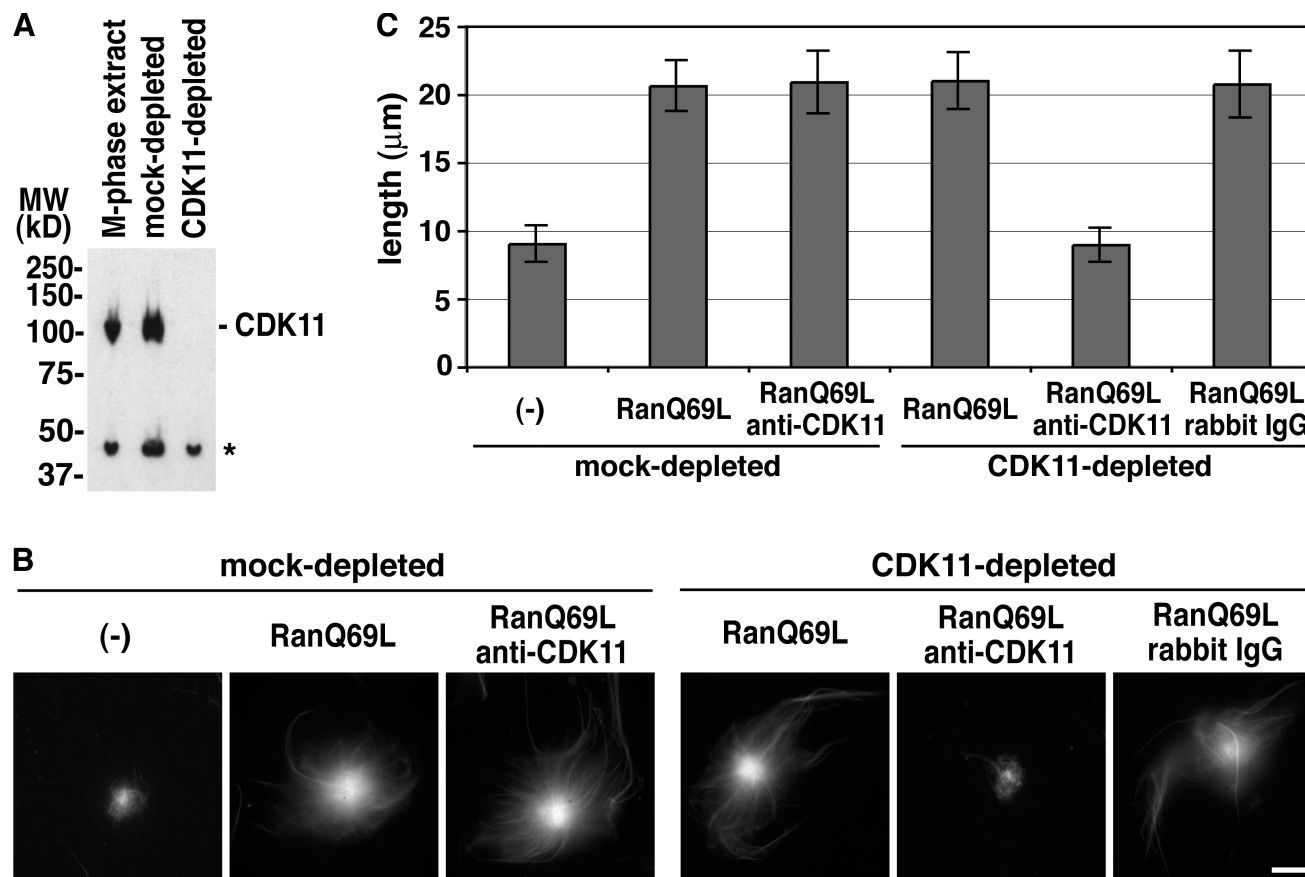 A
M-phase extract
mock-depleted
CDK11-depleted
MW
(kD)
250-
150-
100-
75-
50-
37-
- CDK11
*
C
length (μm)
25
20
15
10
5
0
(-)
RanQ69L
RanQ69L
anti-CDK11
RanQ69L
RanQ69L
anti-CDK11
RanQ69L
rabbit IgG
mock-depleted
CDK11-depleted
B
mock-depleted
CDK11-depleted
(-)
RanQ69L
RanQ69L
anti-CDK11
RanQ69L
RanQ69L
anti-CDK11
RanQ69L
rabbit IgG